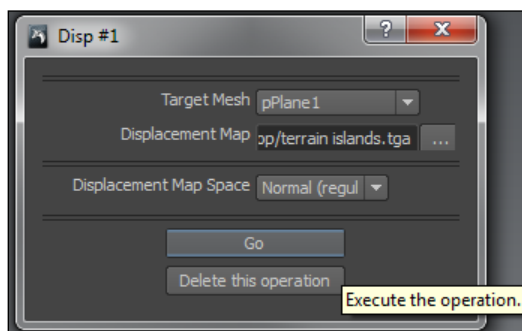 Disp #1
Target Mesh pPlane1
Displacement Map op/terrain islands.tga ...
Displacement Map Space Normal (regul
Go
Delete this operation
Execute the operation.